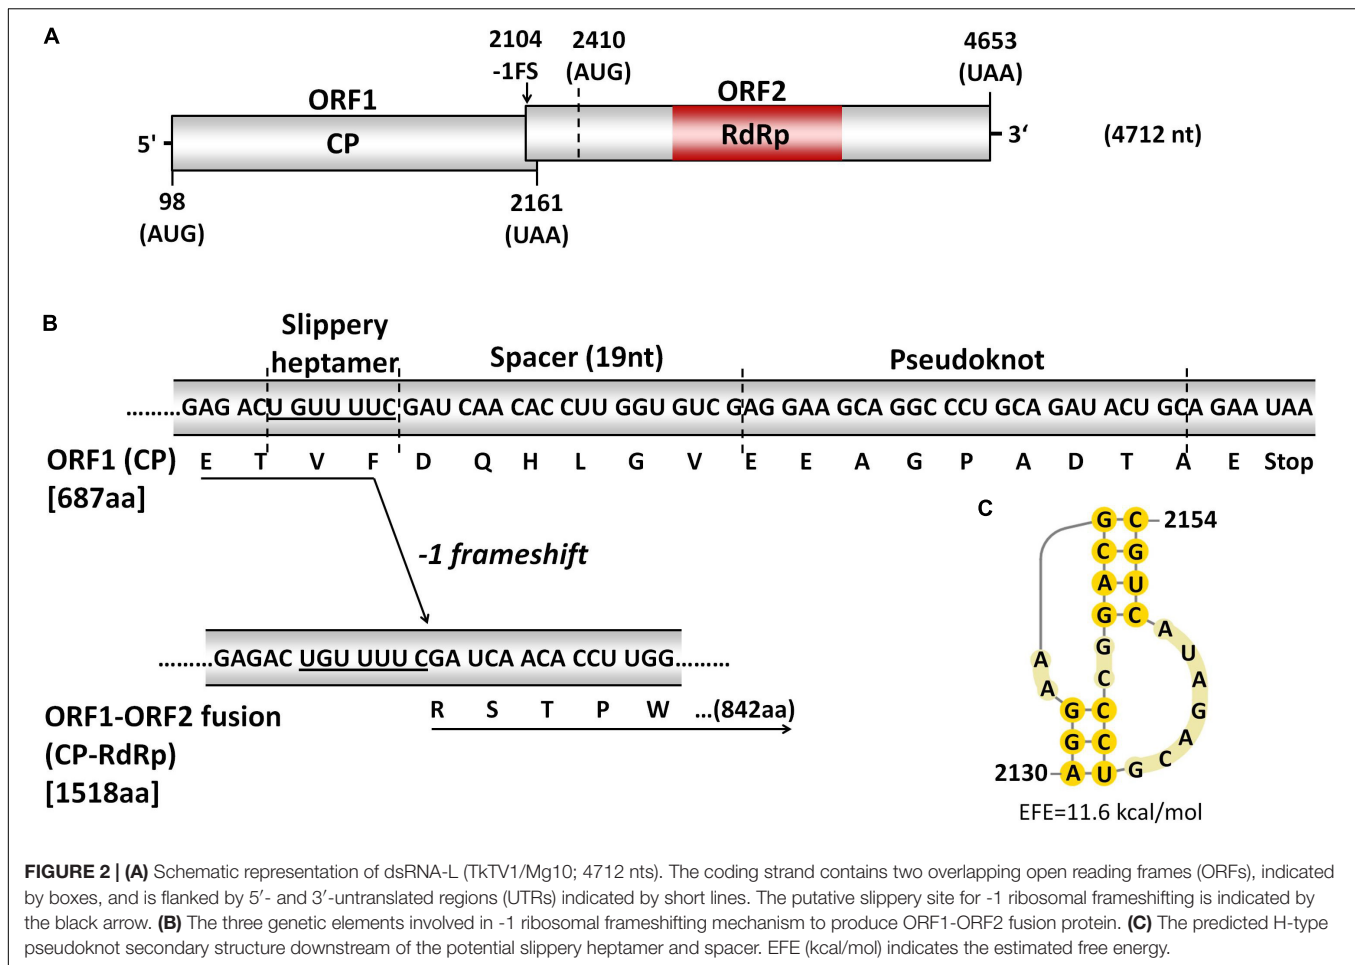 A
2104 2410 4653
-1FS (AUG) (UAA)
ORF1 ORF2
5' CP RdRp 3‘ (4712 nt)
98 2161
(AUG) (UAA)
B
Slippery
heptamer Spacer (19nt) Pseudoknot
.........GAG ACU GUU UUC GAU CAA CAC CUU GGU GUC GAG GAA GCA GGC CCU GCA GAU ACU GCA GAA UAA
ORF1 (CP) E T V F D Q H L G V E E A G P A D T A E Stop
[687aa]
-1 frameshift
.........GAGAC UGU UUU CGA UCA ACA CCU UGG.........
ORF1-ORF2 fusion R S T P W ...(842aa)
(CP-RdRp)
[1518aa]
C
G C 2154
C G
A U
G C
G A
C U
A A
A G
G C A
G C C
2130 A U G
EFE=11.6 kcal/mol
FIGURE 2 | (A) Schematic representation of dsRNA-L (TkTV1/Mg10; 4712 nts). The coding strand contains two overlapping open reading frames (ORFs), indicated
by boxes, and is flanked by 5′- and 3′-untranslated regions (UTRs) indicated by short lines. The putative slippery site for -1 ribosomal frameshifting is indicated by
the black arrow. (B) The three genetic elements involved in -1 ribosomal frameshifting mechanism to produce ORF1-ORF2 fusion protein. (C) The predicted H-type
pseudoknot secondary structure downstream of the potential slippery heptamer and spacer. EFE (kcal/mol) indicates the estimated free energy.